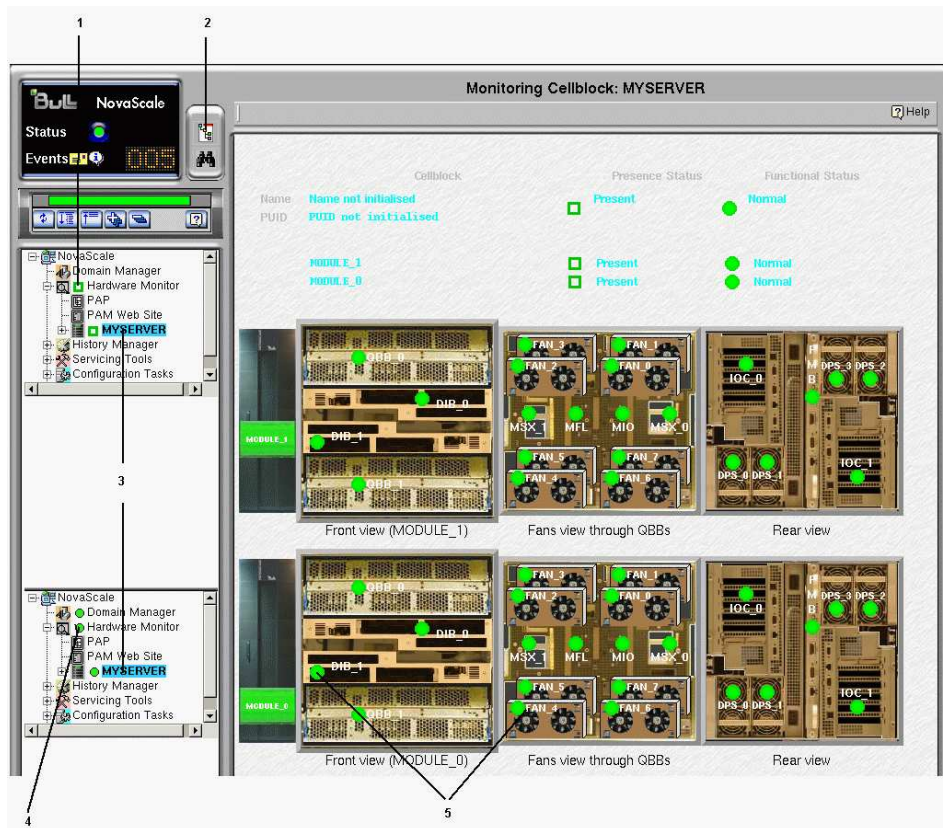 1
2
Bull NovaScale
Status
Events
005
Monitoring Cellblock: MYSERVER
Help
Cellblock
Presence Status
Functional Status
Name
Name not initialised
Present
Normal
PUID
PUID not initialised
MODULE_1
Present
Normal
MODULE_0
Present
Normal
NovaScale
Domain Manager
Hardware Monitor
PAP
PAM Web Site
MYSERVER
History Manager
Servicing Tools
Configuration Tasks
3
MODULE_1
QBB_0
DIB_0
DIB_1
QBB_1
Front view (MODULE_1)
FAN_3
FAN_1
FAN_2
FAN_0
MSX_1
MFL
MIO
MSX_0
FAN_5
FAN_7
FAN_4
FAN_6
Fans view through QBBs
IOC_0
PMB
DPS_3
DPS_2
DPS_0
DPS_1
IOC_1
Rear view
NovaScale
Domain Manager
Hardware Monitor
PAP
PAM Web Site
MYSERVER
History Manager
Servicing Tools
Configuration Tasks
MODULE_0
QBB_0
DIB_0
DIB_1
QBB_1
Front view (MODULE_0)
FAN_3
FAN_1
FAN_2
FAN_0
MSX_1
MFL
MIO
MSX_0
FAN_5
FAN_7
FAN_4
FAN_6
Fans view through QBBs
IOC_0
PMB
DPS_3
DPS_2
DPS_0
DPS_1
IOC_1
Rear view
4
5